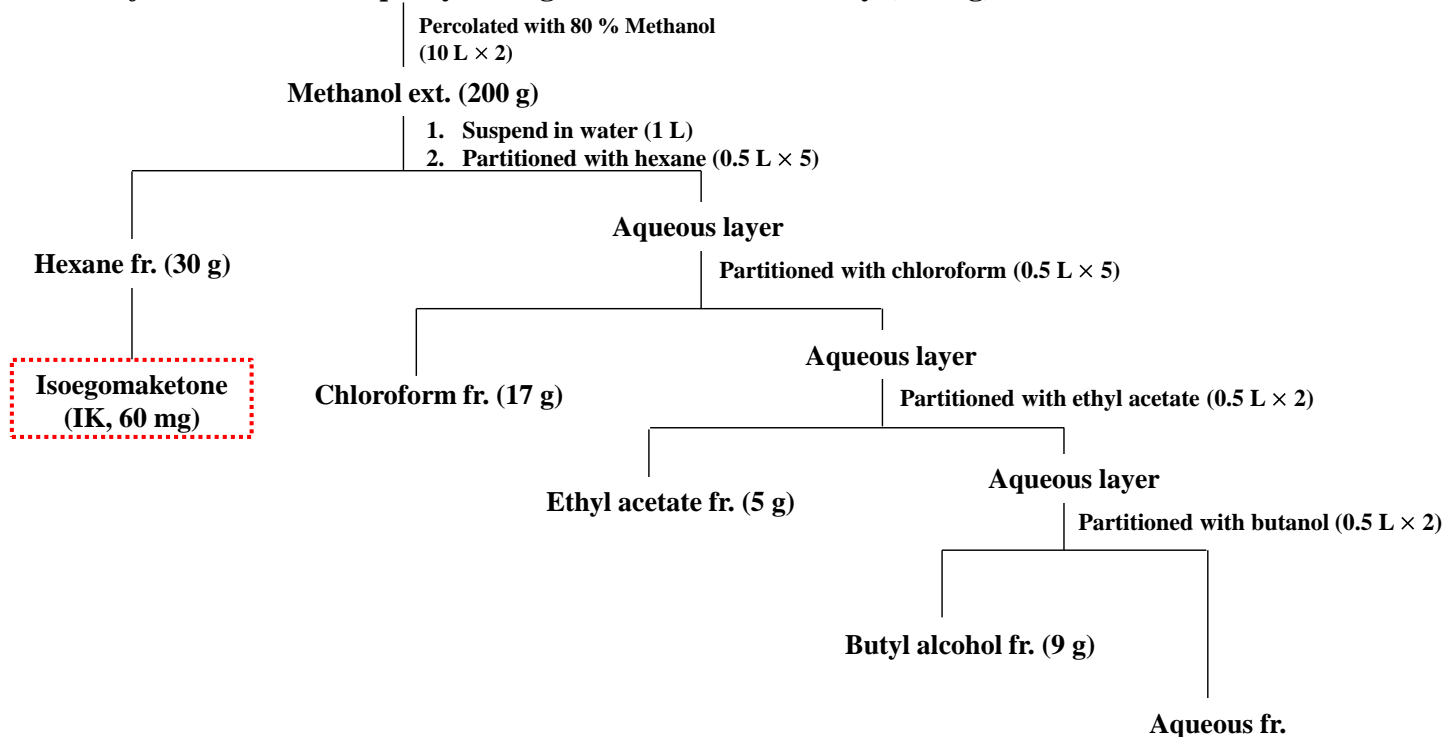 Percolated with 80 % Methanol
(10 L × 2)
Methanol ext. (200 g)
1. Suspend in water (1 L)
2. Partitioned with hexane (0.5 L × 5)
Aqueous layer
Hexane fr. (30 g)
Partitioned with chloroform (0.5 L × 5)
Aqueous layer
Isoegomaketone
(IK, 60 mg)
Chloroform fr. (17 g)
Partitioned with ethyl acetate (0.5 L × 2)
Aqueous layer
Ethyl acetate fr. (5 g)
Partitioned with butanol (0.5 L × 2)
Butyl alcohol fr. (9 g)
Aqueous fr.